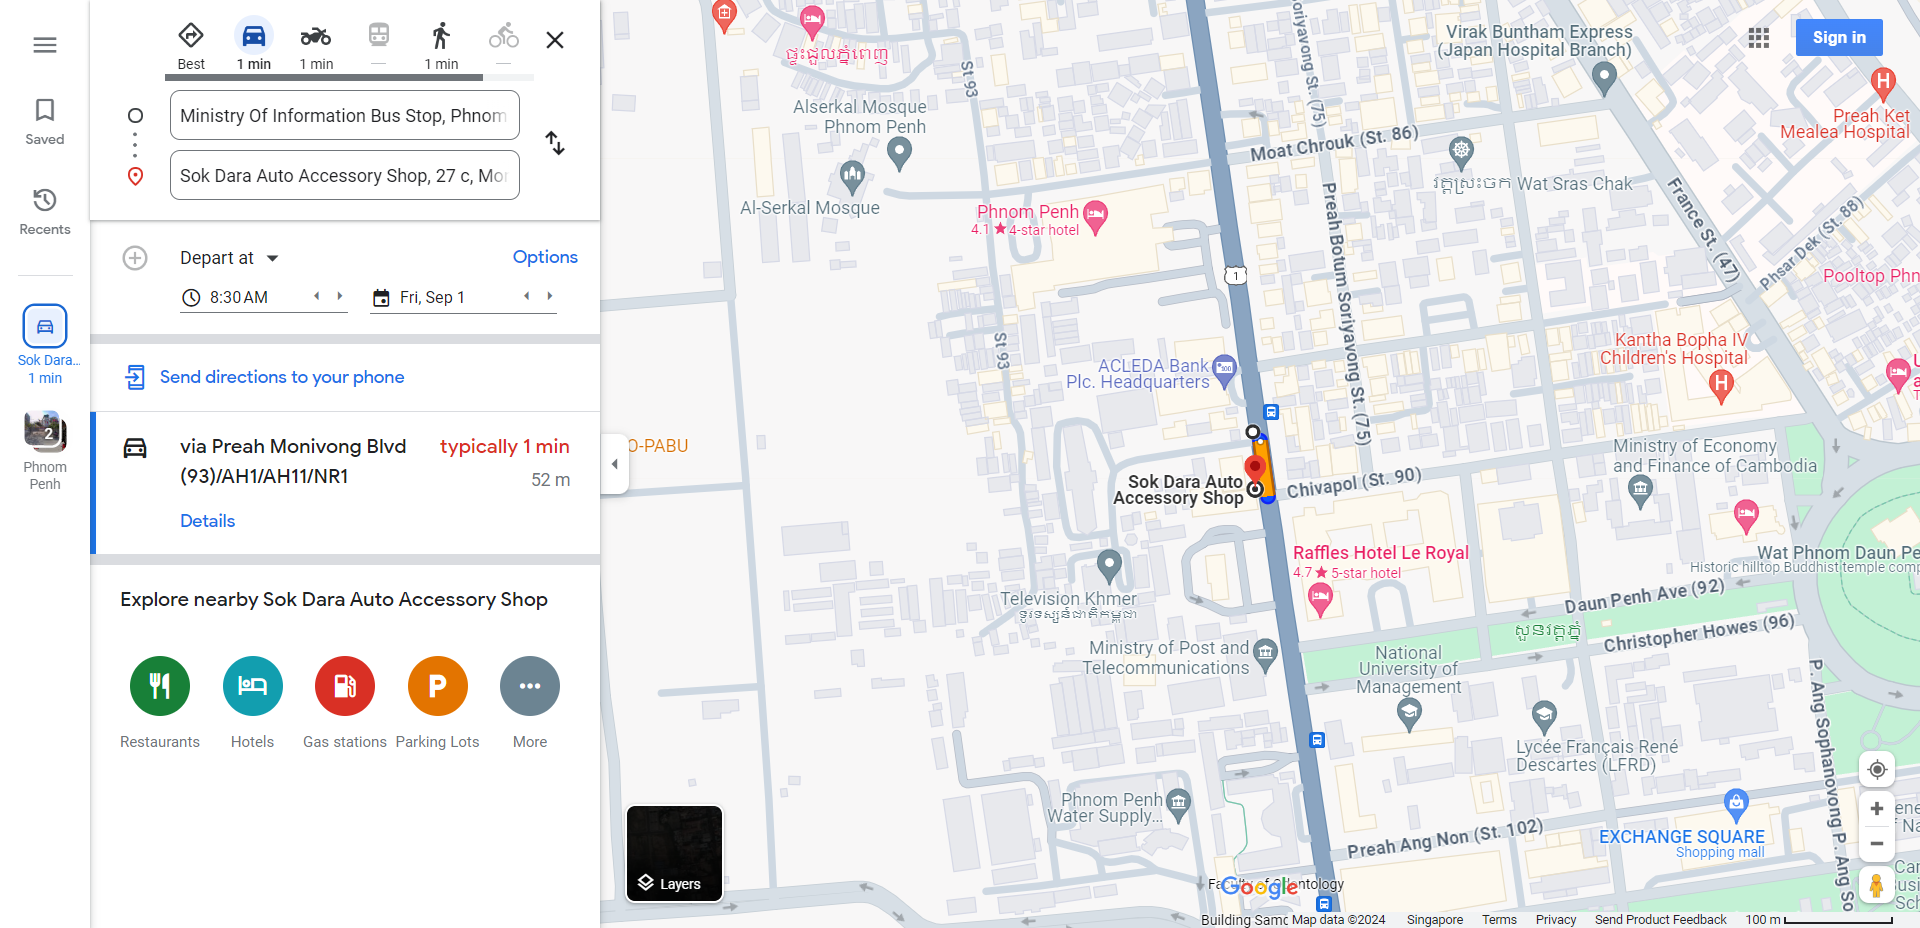 Saved
Recents
Sok Dara...
1 min
2
Phnom
Penh
Best
1 min
1 min
1 min
Ministry Of Information Bus Stop, Phnom
Sok Dara Auto Accessory Shop, 27 c, Mo
Depart at
Options
8:30 AM
Fri, Sep 1
Send directions to your phone
via Preah Monivong Blvd
(93)/AH1/AH11/NR1
typically 1 min
52 m
Details
Explore nearby Sok Dara Auto Accessory Shop
P
Restaurants
Hotels
Gas stations
Parking Lots
More
Layers
Sign in
Virak Buntham Express
(Japan Hospital Branch)
ផ្ទះជួលភ្នំពេញ
St 93
oriyavong St. (75)
Alserkal Mosque
Phnom Penh
Al-Serkal Mosque
Moat Chrouk (St. 86)
H
Preah Ket
Mealea Hospital
វត្តស្រះចក Wat Sras Chak
Phnom Penh
4.1 ★ 4-star hotel
France St. (47)
Phsar Dek (St. 88)
Preah Botum Soriyavong St. (75)
1
Pooltop Phn
St 93
Kantha Bopha IV
Children's Hospital
H
ACLEDA Bank
Plc. Headquarters
O-PABU
Ministry of Economy
and Finance of Cambodia
Sok Dara Auto
Accessory Shop
Chivapol (St. 90)
Raffles Hotel Le Royal
4.7 ★ 5-star hotel
Wat Phnom Daun Pe
Historic hilltop Buddhist temple comp
Television Khmer
ទូរទស្សន៍ជាតិកម្ពុជា
Daun Penh Ave (92)
សួនវត្តភ្នំ
Christopher Howes (96)
Ministry of Post and
Telecommunications
National
University of
Management
P. Ang Sophanovong P. Ang So
Lycée Français René
Descartes (LFRD)
Phnom Penh
Water Supply...
Preah Ang Non (St. 102)
EXCHANGE SQUARE
Shopping mall
Google
Map data ©2024
Singapore
Terms
Privacy
Send Product Feedback
100 m